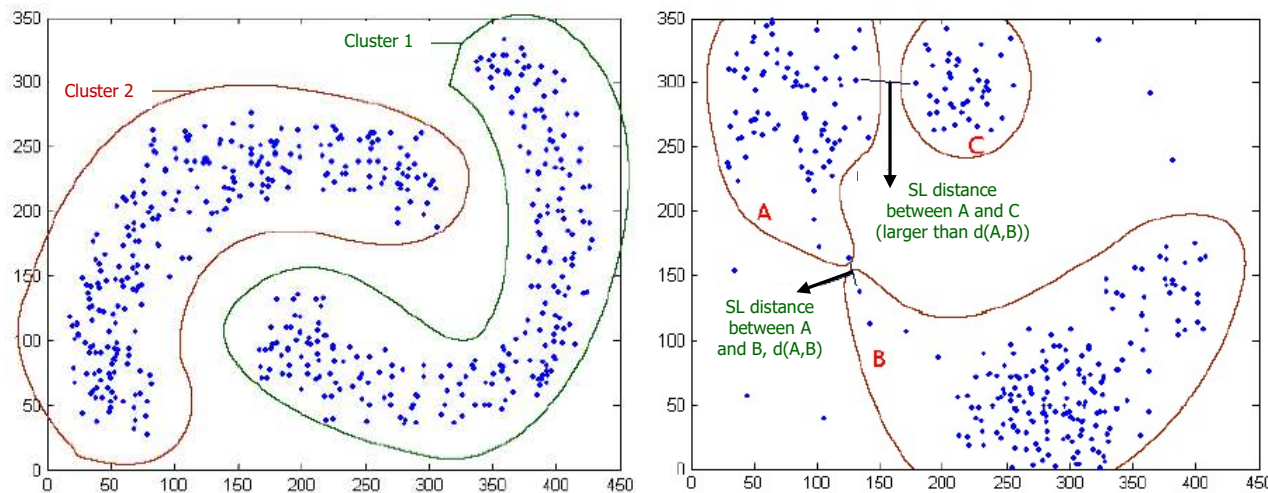 350
300
250
200
150
100
50
0
0 50 100 150 200 250 300 350 400 450
Cluster 1
Cluster 2
350
300
250
200
150
100
50
0
0 50 100 150 200 250 300 350 400 450
A
C
B
SL distance
between A and C
(larger than d(A,B))
SL distance
between A
and B, d(A,B)